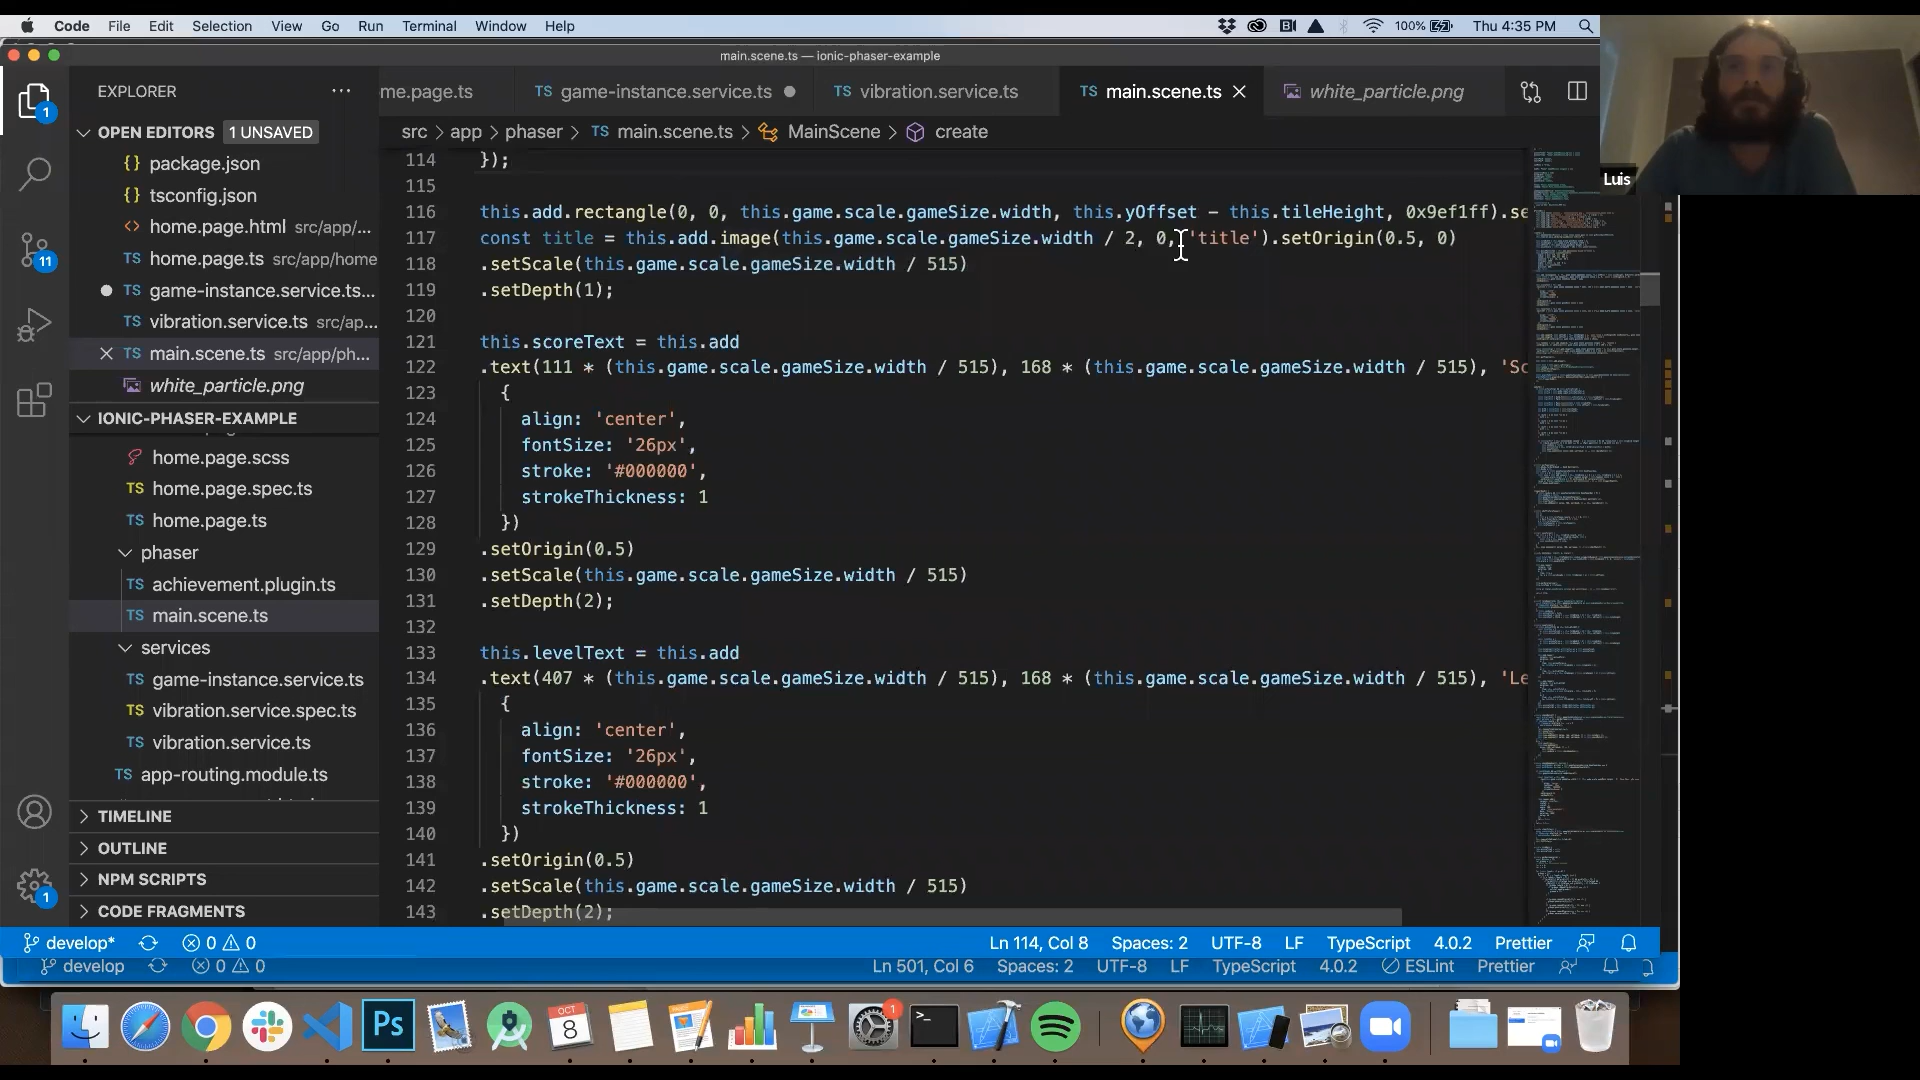 Code File Edit Selection View Go Run Terminal Window Help 100% Thu 4:35 PM
main.scene.ts — ionic-phaser-example
EXPLORER
me.page.ts game-instance.service.ts vibration.service.ts main.scene.ts white_particle.png
src > app > phaser > TS main.scene.ts > MainScene > create
OPEN EDITORS 1 UNSAVED
package.json
tsconfig.json
home.page.html src/app/
home.page.ts src/app/home
game-instance.service.ts...
vibration.service.ts src/ap...
main.scene.ts src/app/ph...
white_particle.png
IONIC-PHASER-EXAMPLE
home.page.scss
home.page.spec.ts
home.page.ts
phaser
achievement.plugin.ts
main.scene.ts
services
game-instance.service.ts
vibration.service.spec.ts
vibration.service.ts
app-routing.module.ts
TIMELINE
OUTLINE
NPM SCRIPTS
CODE FRAGMENTS
114 });
115
116 this.add.rectangle(0, 0, this.game.scale.gameSize.width, this.yOffset - this.tileHeight, 0x9ef1ff).se
117 const title = this.add.image(this.game.scale.gameSize.width / 2, 0, 'title').setOrigin(0.5, 0)
118 .setScale(this.game.scale.gameSize.width / 515)
119 .setDepth(1);
120
121 this.scoreText = this.add
122 .text(111 * (this.game.scale.gameSize.width / 515), 168 * (this.game.scale.gameSize.width / 515), 'Sc
123 {
124 align: 'center',
125 fontSize: '26px',
126 stroke: '#000000',
127 strokeThickness: 1
128 })
129 .setOrigin(0.5)
130 .setScale(this.game.scale.gameSize.width / 515)
131 .setDepth(2);
132
133 this.levelText = this.add
134 .text(407 * (this.game.scale.gameSize.width / 515), 168 * (this.game.scale.gameSize.width / 515), 'Le
135 {
136 align: 'center',
137 fontSize: '26px',
138 stroke: '#000000',
139 strokeThickness: 1
140 })
141 .setOrigin(0.5)
142 .setScale(this.game.scale.gameSize.width / 515)
143 .setDepth(2);
develop* 0 0 Ln 114, Col 8 Spaces: 2 UTF-8 LF TypeScript 4.0.2 Prettier
develop 0 0 Ln 501, Col 6 Spaces: 2 UTF-8 LF TypeScript 4.0.2 ESLint Prettier
Luis
1
11
1
Ps
OCT
8
1